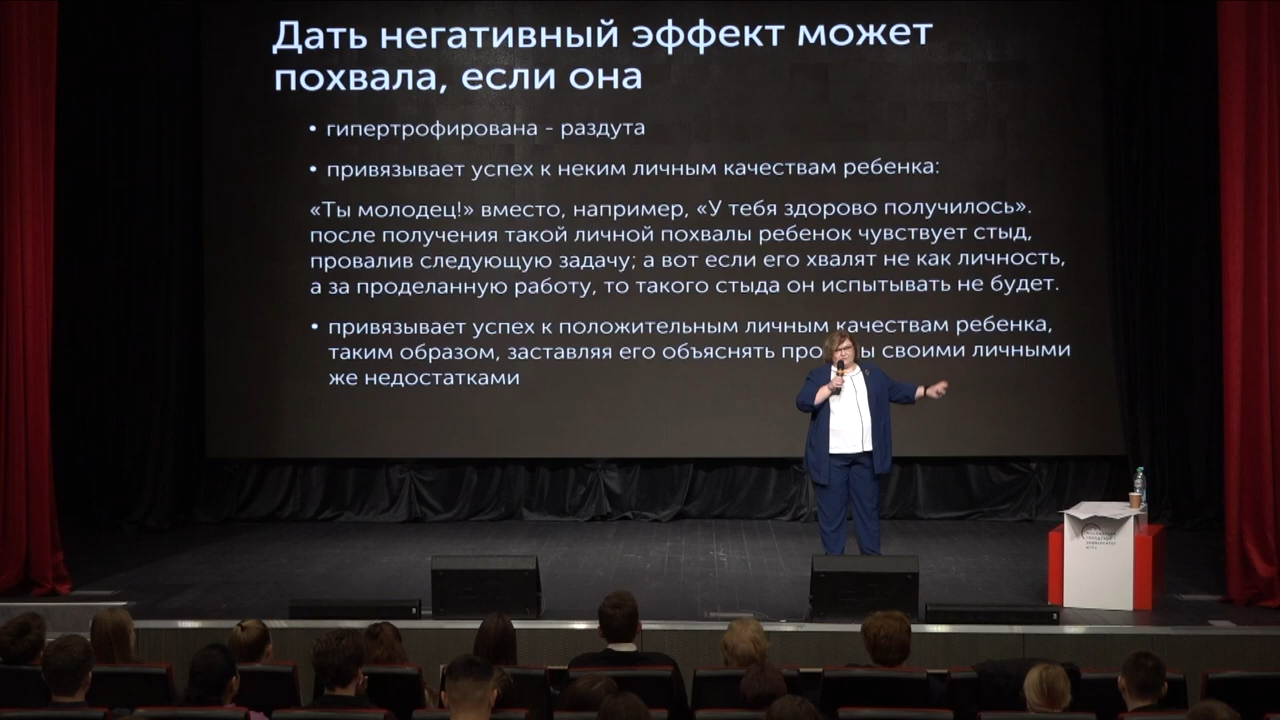 Дать негативный эффект может
похвала, если она
• гипертрофирована - раздута
• привязывает успех к неким личным качествам ребенка:
«Ты молодец!» вместо, например, «У тебя здорово получилось».
после получения такой личной похвалы ребенок чувствует стыд,
провалив следующую задачу; а вот если его хвалят не как личность,
а за проделанную работу, то такого стыда он испытывать не будет.
• привязывает успех к положительным личным качествам ребенка,
таким образом, заставляя его объяснять про ы своими личными
же недостатками